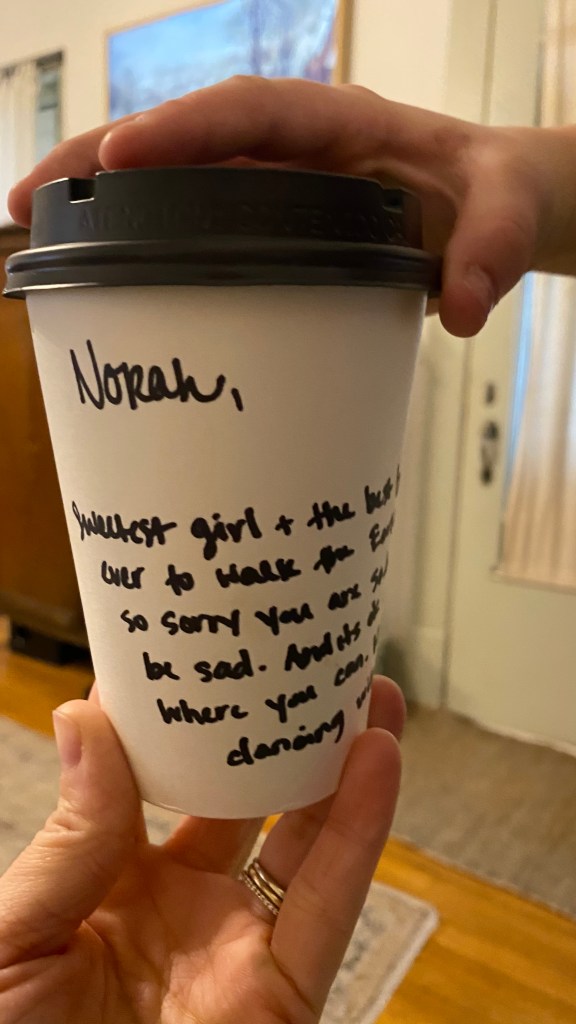 Norah,
Sweetest girl + the best
ever to walk the
so sorry you are
be sad. And its
where you can.
dancing